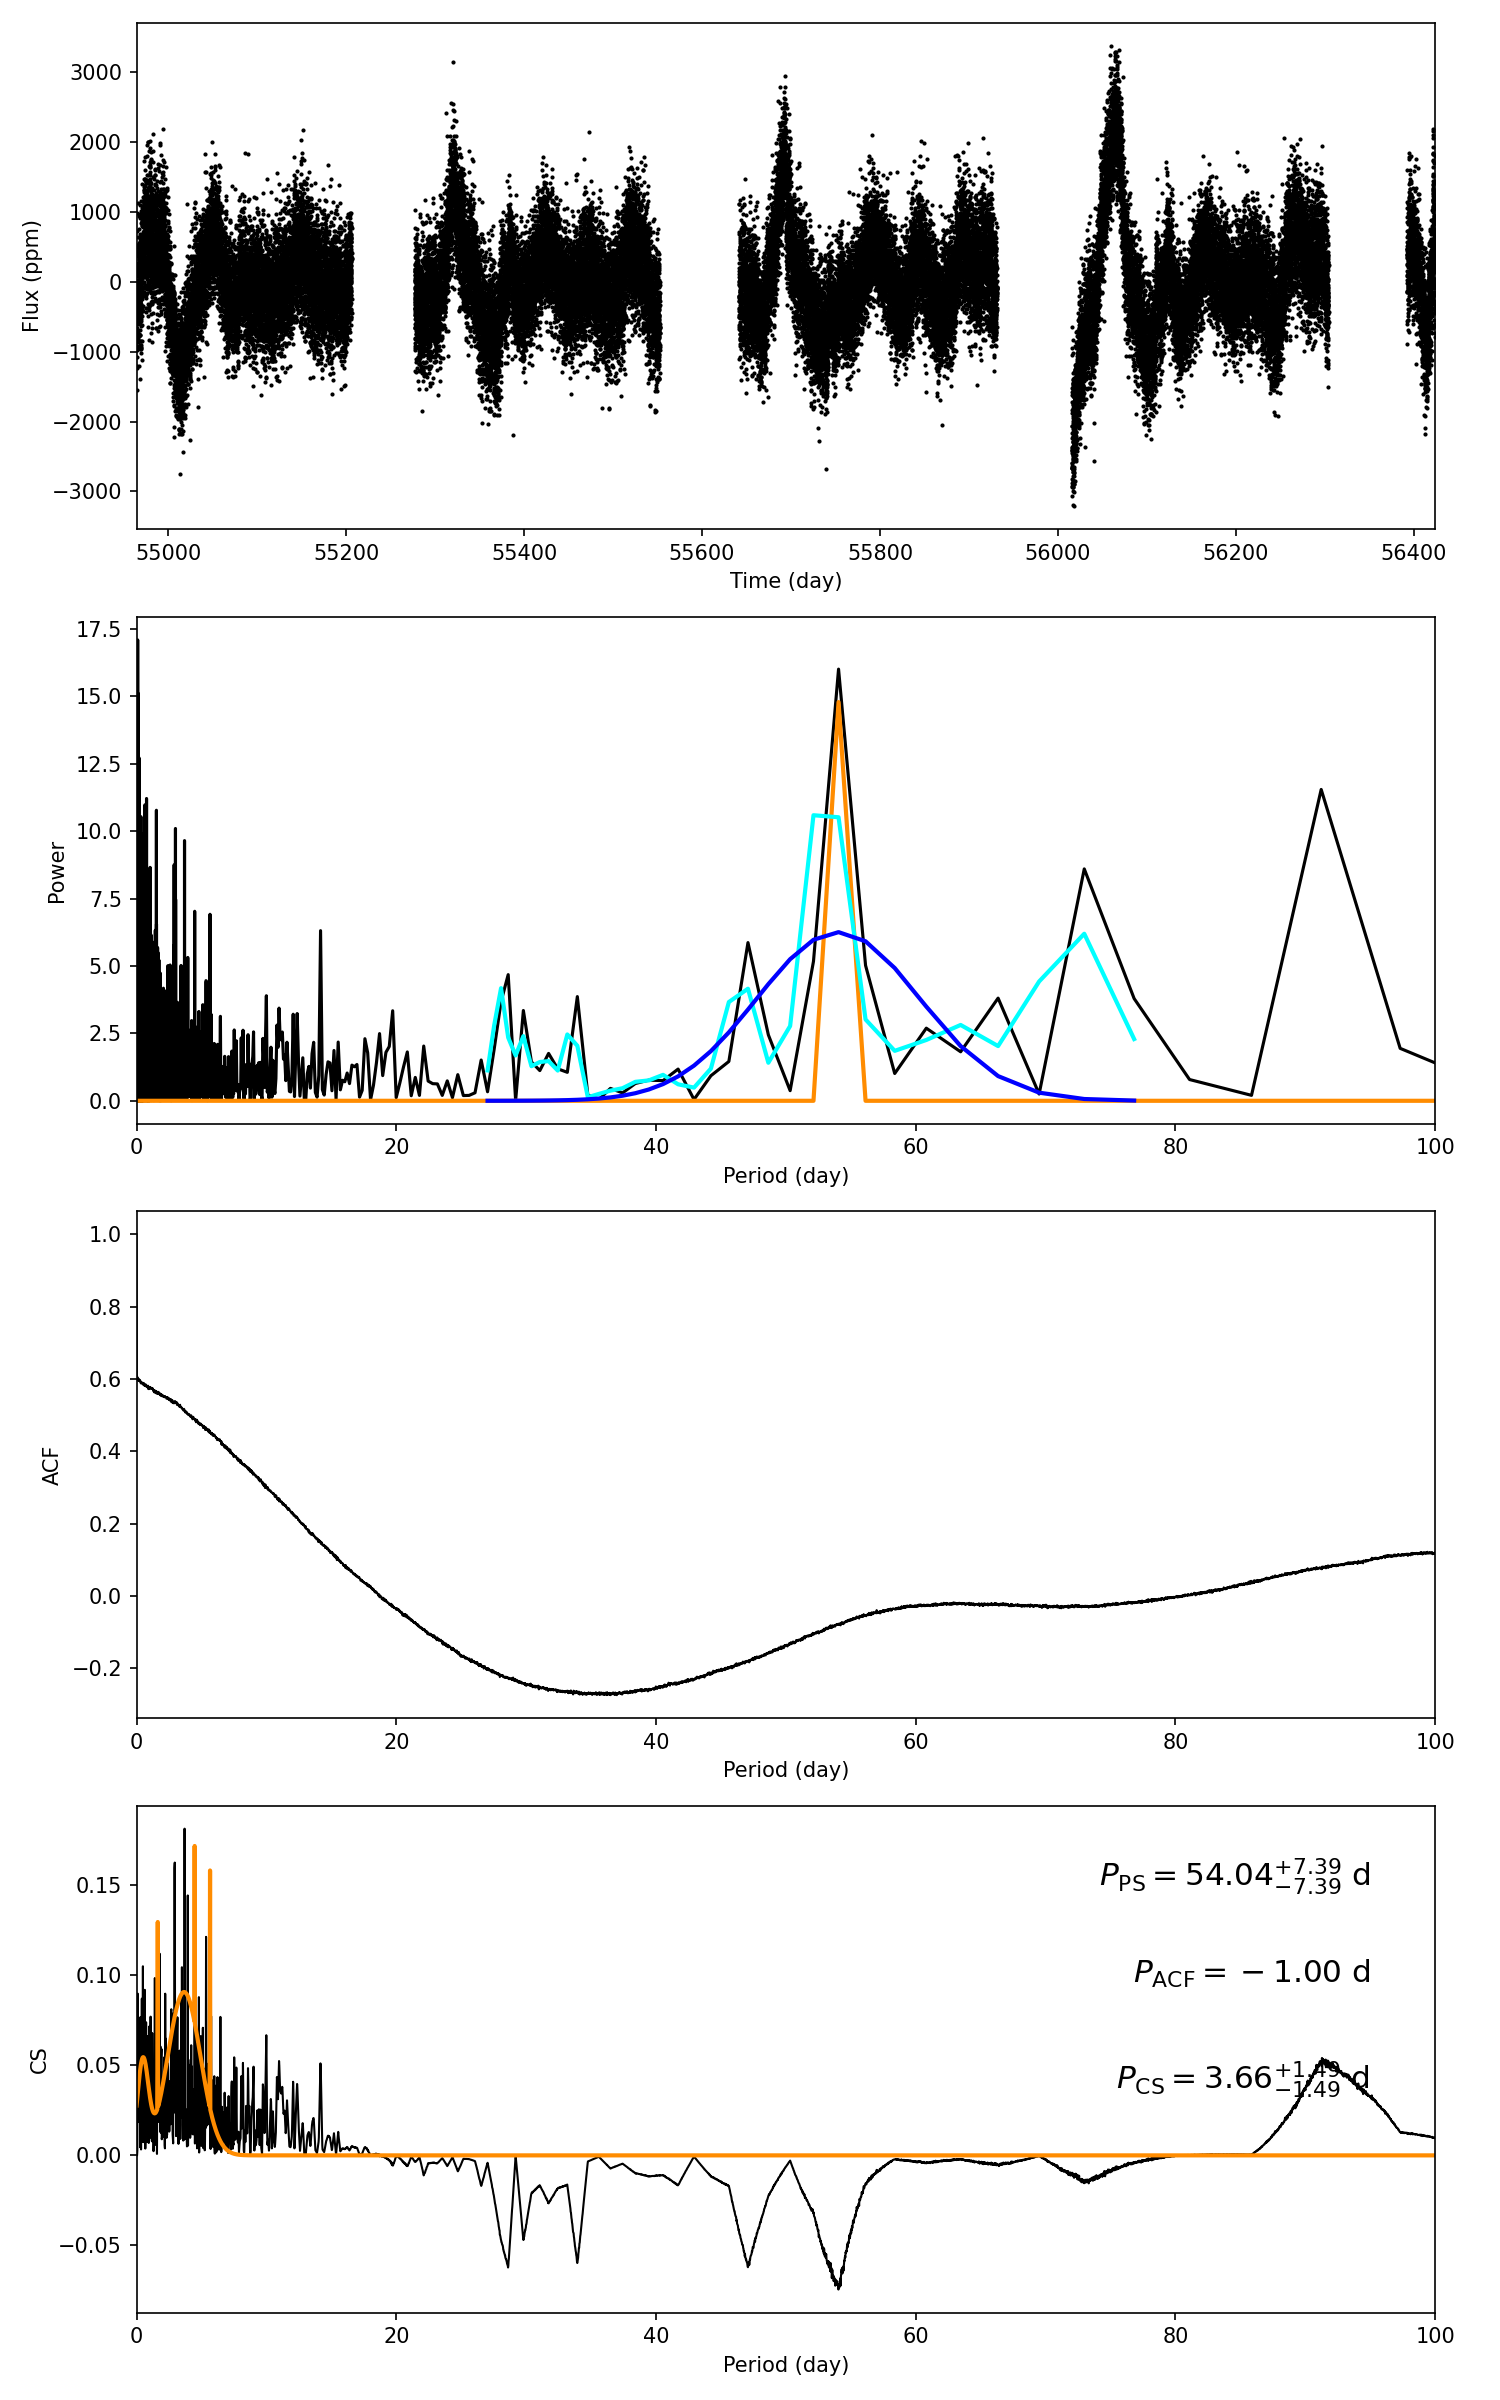 3000
2000
1000
0
−1000
−2000
−3000
Flux (ppm)
55000 55200 55400 55600 55800 56000 56200 56400
Time (day)
17.5
15.0
12.5
10.0
7.5
5.0
2.5
0.0
Power
0 20 40 60 80 100
Period (day)
1.0
0.8
0.6
0.4
0.2
0.0
−0.2
ACF
0 20 40 60 80 100
Period (day)
0.15
0.10
0.05
0.00
−0.05
CS
P_PS = 54.04 +7.39 −7.39 d
P_ACF = −1.00 d
P_CS = 3.66 +1.49 −1.49 d
0 20 40 60 80 100
Period (day)